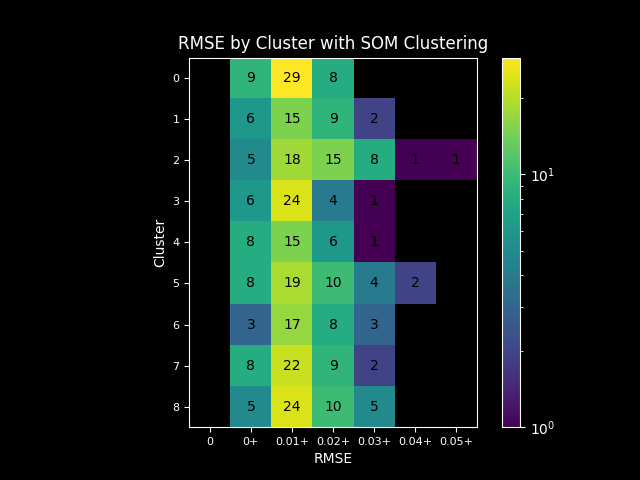 RMSE by Cluster with SOM Clustering
0 9 29 8
1 6 15 9 2
2 5 18 15 8 1 1
3 6 24 4 1
4 8 15 6 1
5 8 19 10 4 2
6 3 17 8 3
7 8 22 9 2
8 5 24 10 5
0 0+ 0.01+ 0.02+ 0.03+ 0.04+ 0.05+
RMSE
Cluster
10¹
10⁰